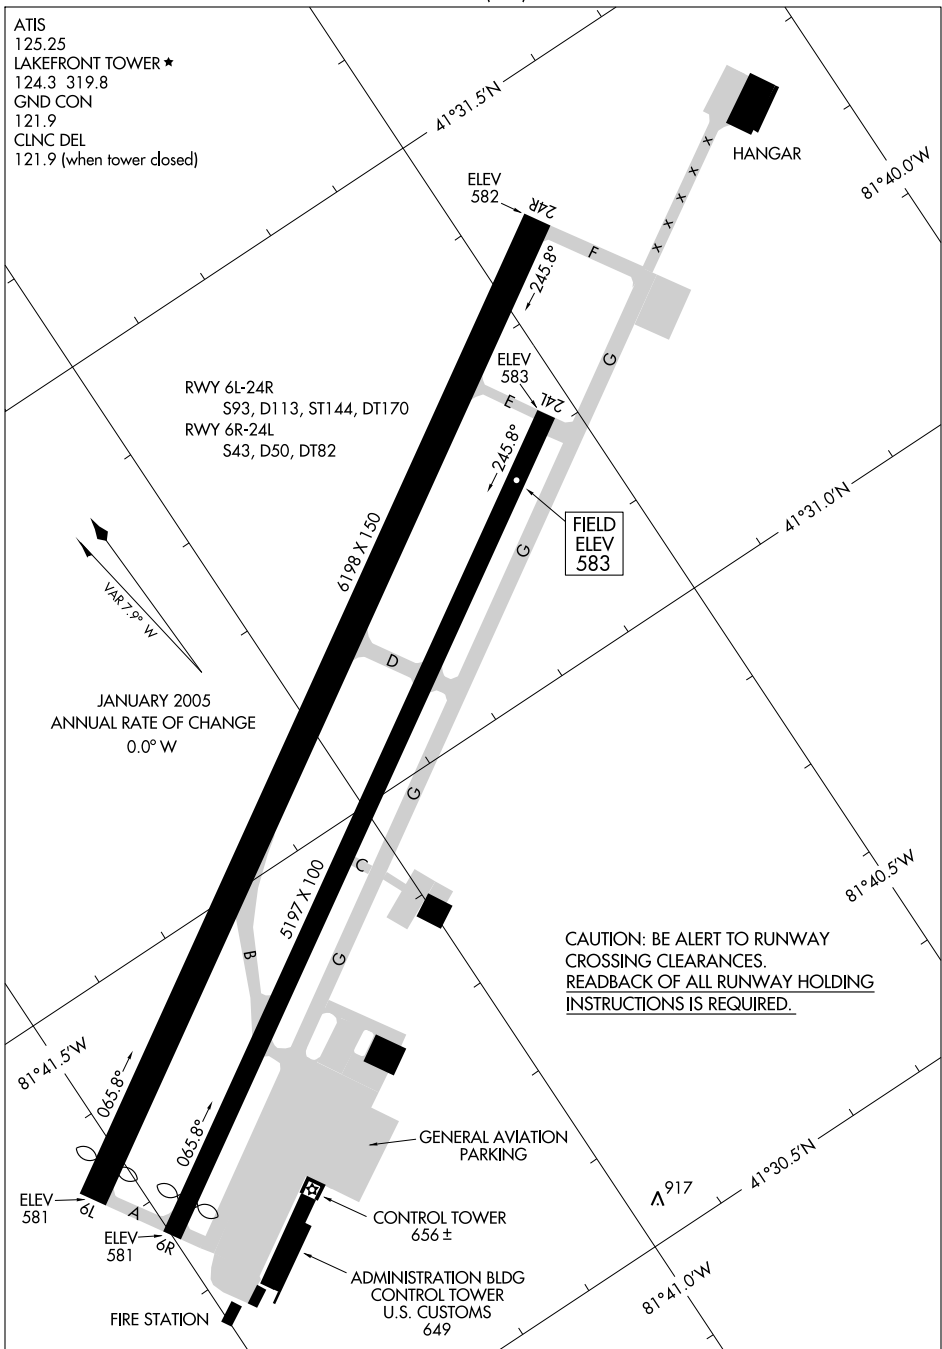 ATIS
125.25
LAKEFRONT TOWER ★
124.3 319.8
GND CON
121.9
CLNC DEL
121.9 (when tower closed)
41°31.5'N
HANGAR
81°40.0'W
ELEV
582
24R
F
245.8°
X X X X X
G
ELEV
583
24L
E
245.8°
RWY 6L-24R
S93, D113, ST144, DT170
RWY 6R-24L
S43, D50, DT82
FIELD
ELEV
583
41°31.0'N
G
6198 X 150
VAR 7.9° W
D
JANUARY 2005
ANNUAL RATE OF CHANGE
0.0° W
G
C
81°40.5'W
5197 X 100
B
G
CAUTION: BE ALERT TO RUNWAY
CROSSING CLEARANCES.
READBACK OF ALL RUNWAY HOLDING
INSTRUCTIONS IS REQUIRED.
81°41.5'W
065.8°
065.8°
GENERAL AVIATION
PARKING
41°30.5'N
917
ELEV
581
6L
A
ELEV
581
6R
CONTROL TOWER
656 ±
ADMINISTRATION BLDG
CONTROL TOWER
U.S. CUSTOMS
649
81°41.0'W
FIRE STATION